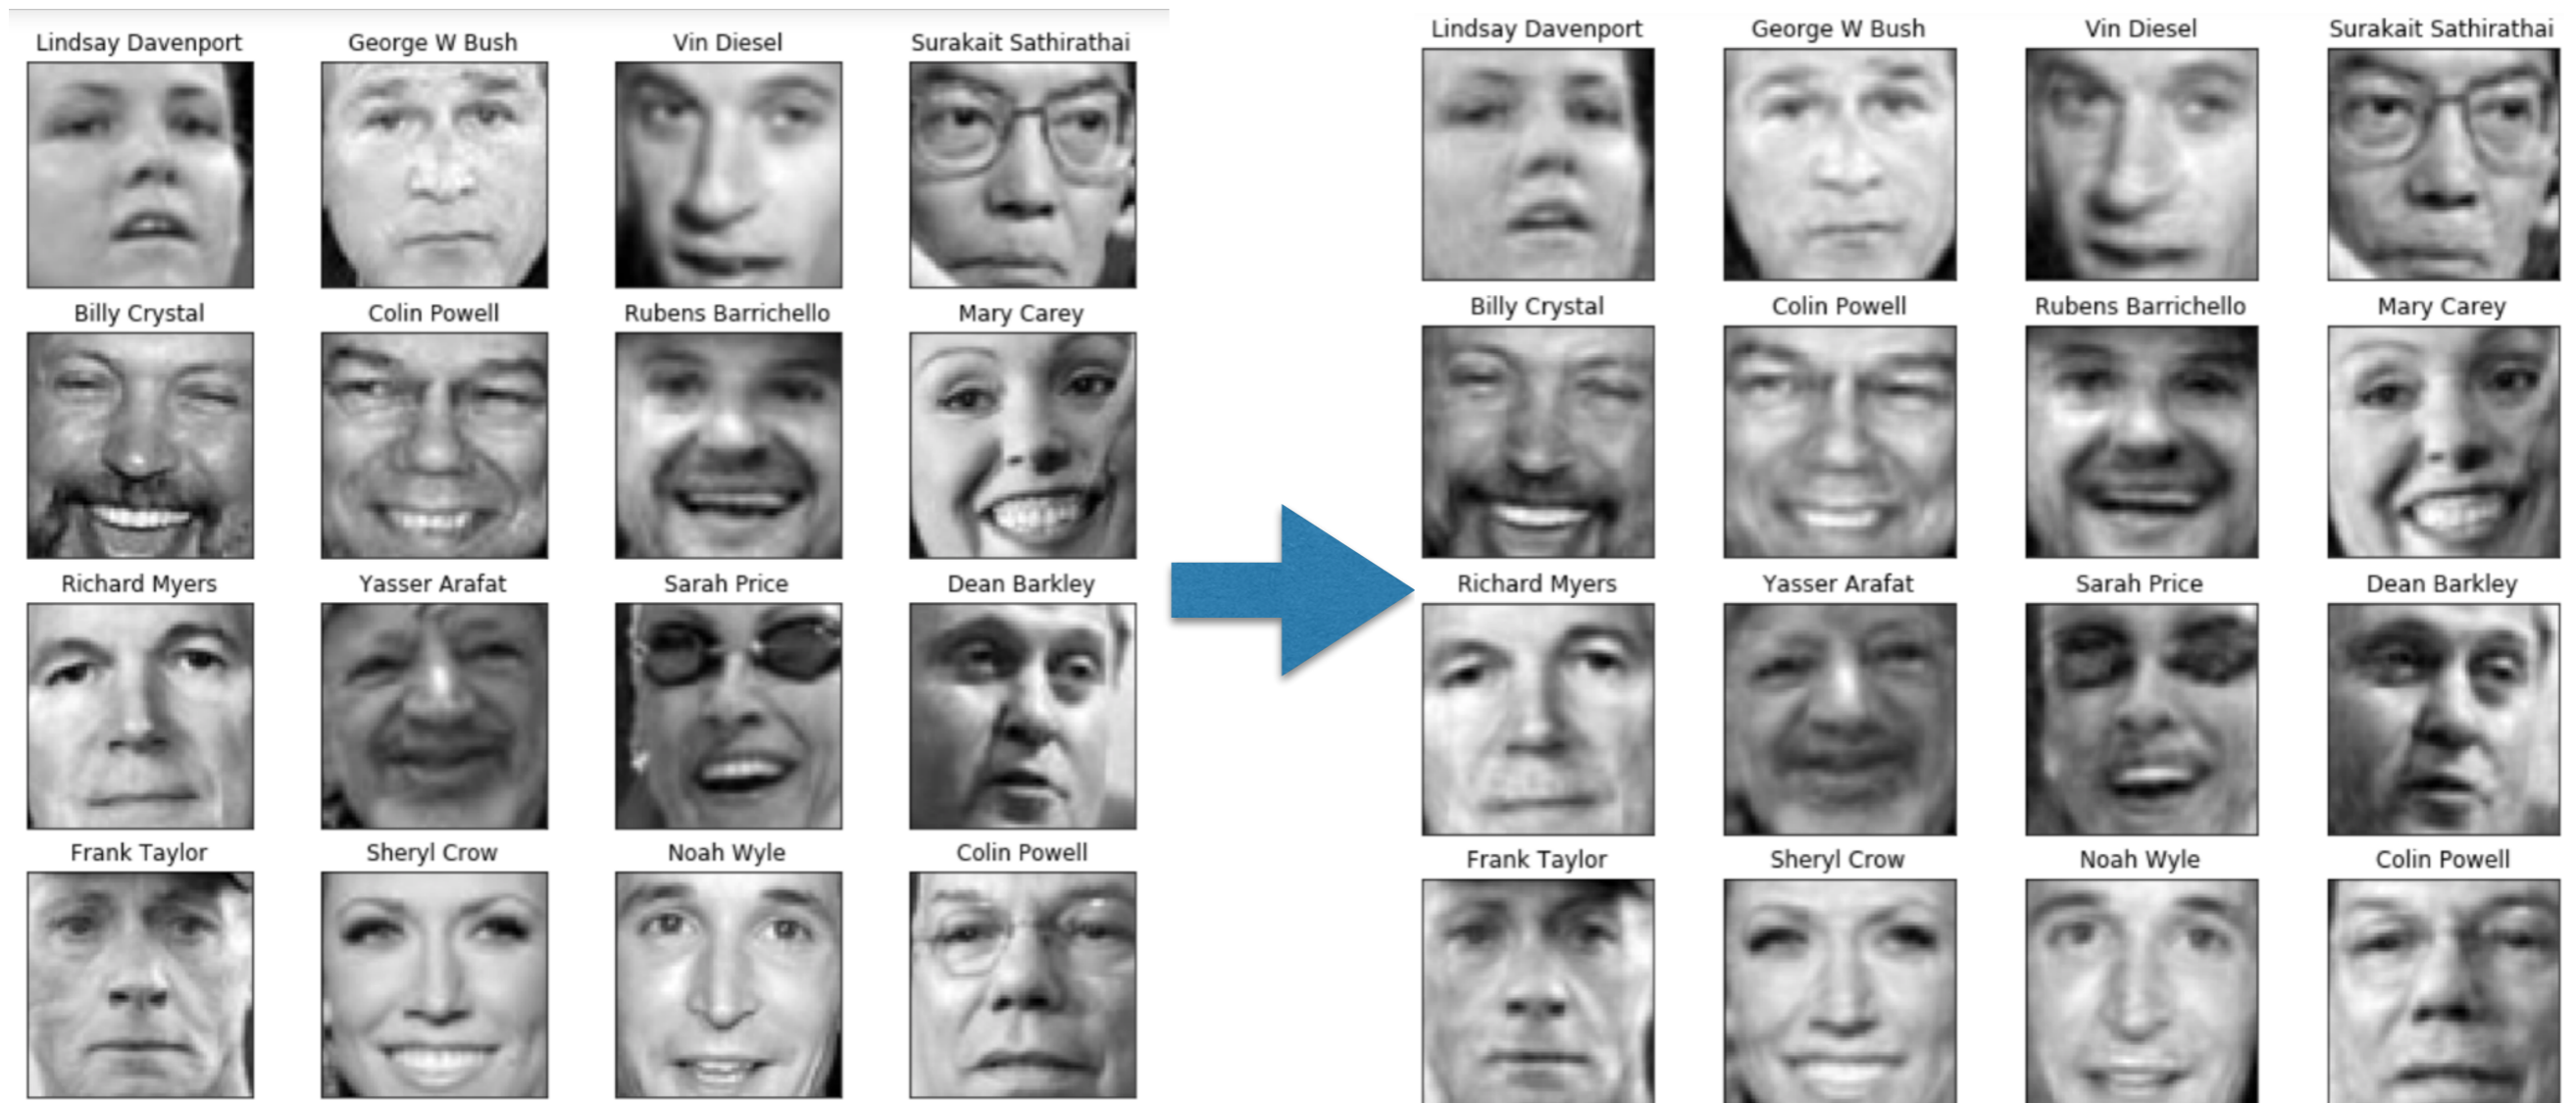 Lindsay Davenport
George W Bush
Vin Diesel
Surakait Sathirathai
Billy Crystal
Colin Powell
Rubens Barrichello
Mary Carey
Richard Myers
Yasser Arafat
Sarah Price
Dean Barkley
Frank Taylor
Sheryl Crow
Noah Wyle
Colin Powell
Lindsay Davenport
George W Bush
Vin Diesel
Surakait Sathirathai
Billy Crystal
Colin Powell
Rubens Barrichello
Mary Carey
Richard Myers
Yasser Arafat
Sarah Price
Dean Barkley
Frank Taylor
Sheryl Crow
Noah Wyle
Colin Powell